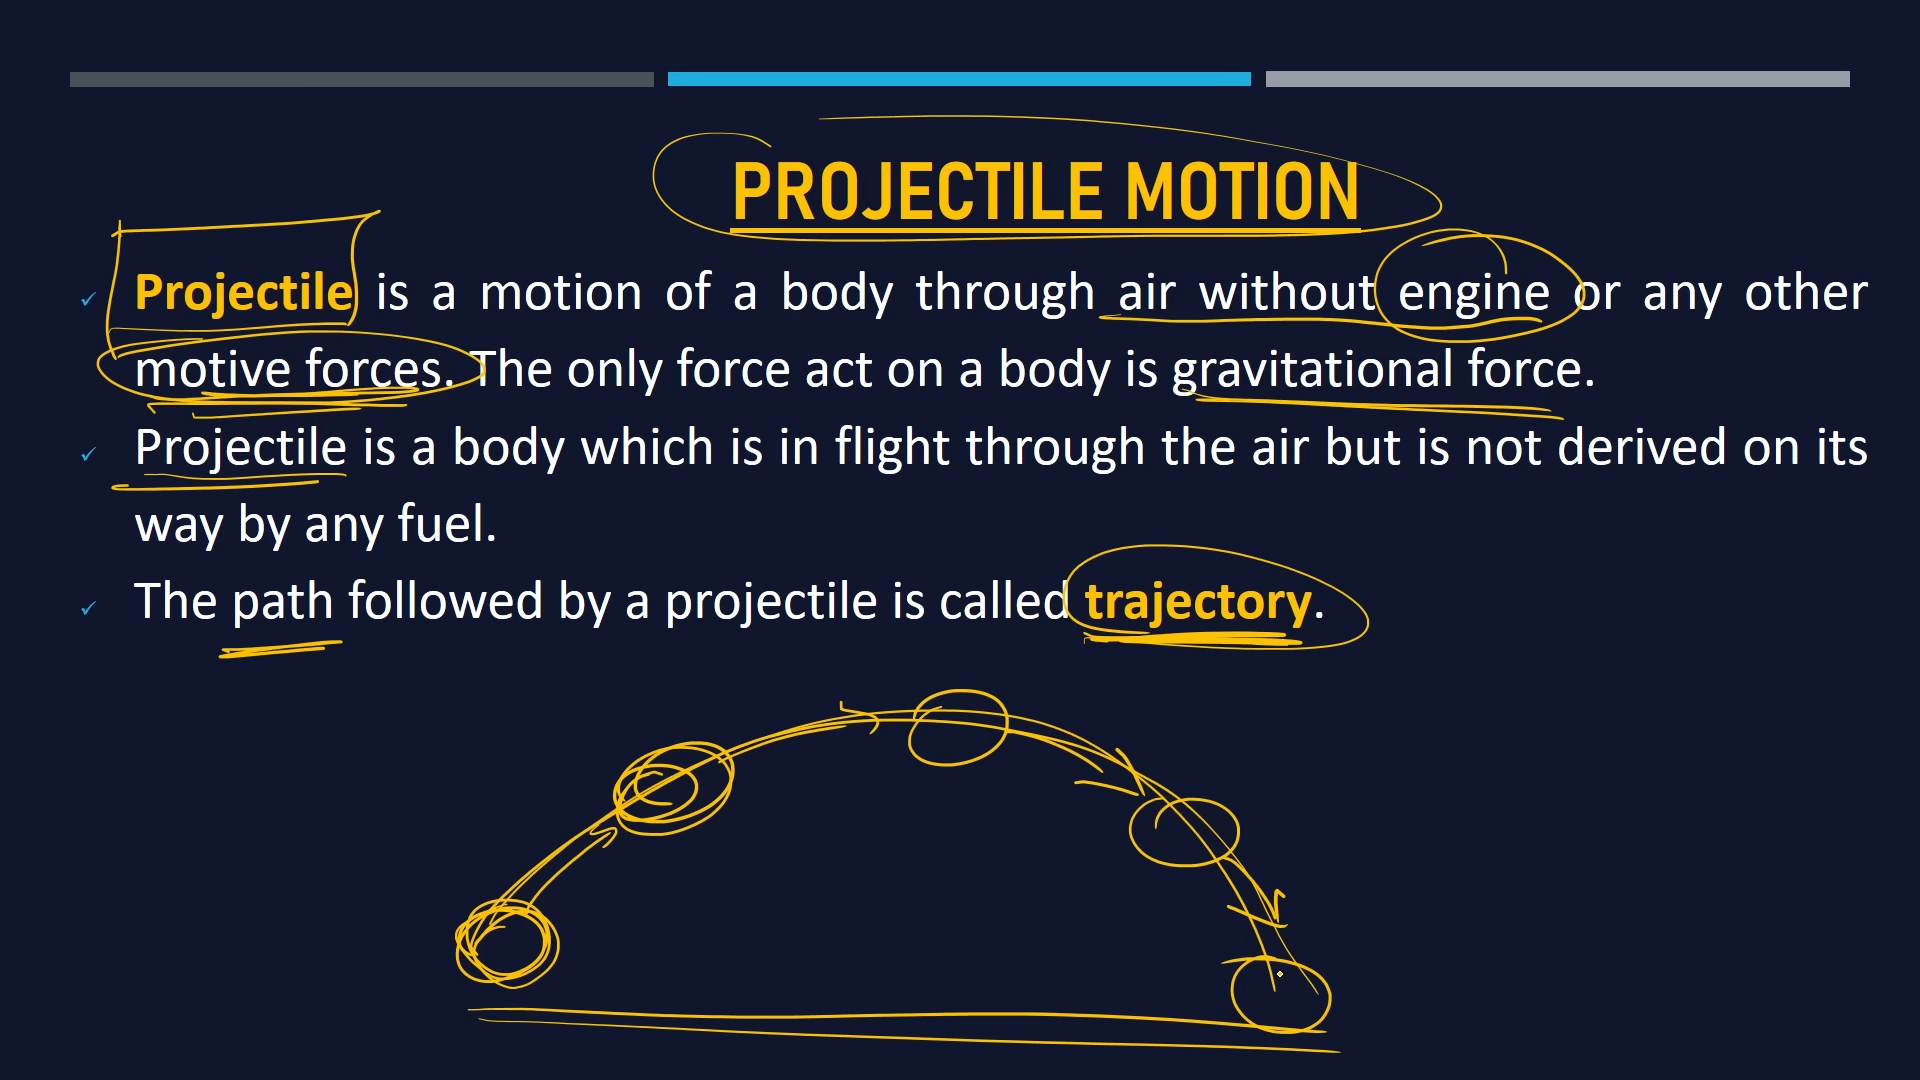 PROJECTILE MOTION
✓ Projectile is a motion of a body through air without engine or any other
motive forces. The only force act on a body is gravitational force.
✓ Projectile is a body which is in flight through the air but is not derived on its
way by any fuel.
✓ The path followed by a projectile is called trajectory.